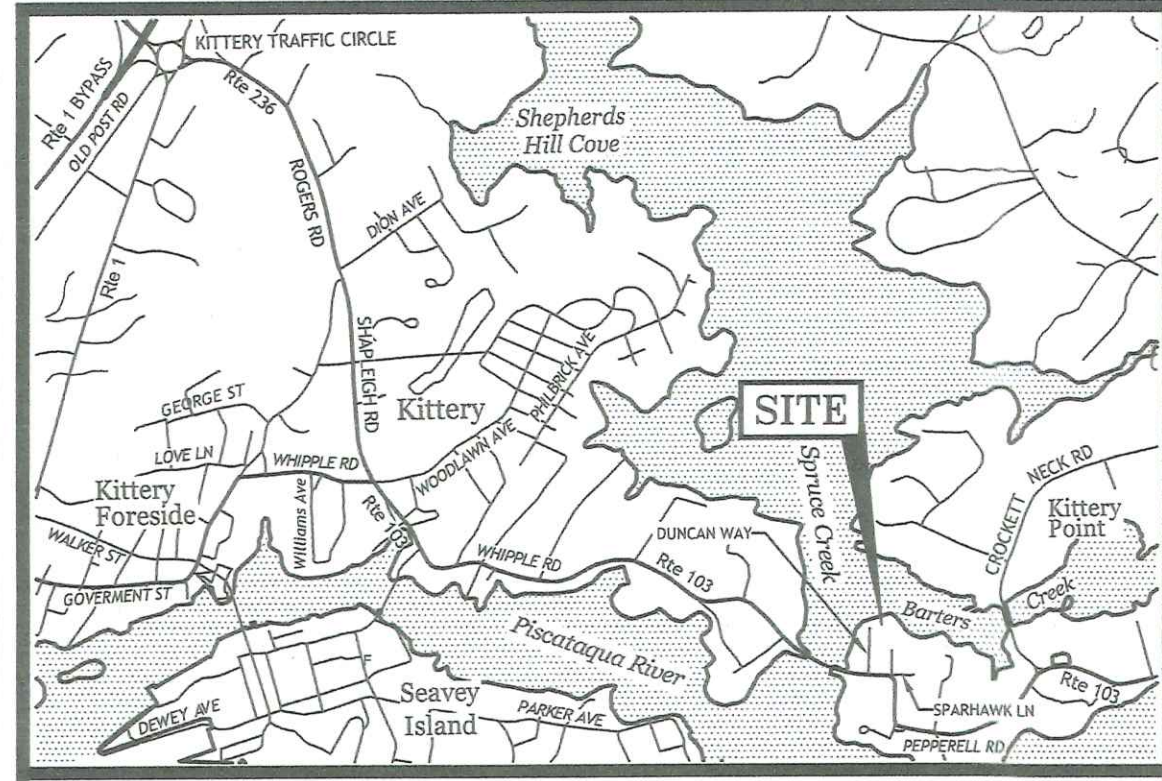 KITTERY TRAFFIC CIRCLE
Rte 1 BYPASS
OLD POST RD
Rte 236
Shepherds
Hill Cove
ROGERS RD
DION AVE
Rte 1
SHAPLEIGH RD
PHILBRICK AVE
GEORGE ST
Kittery
SITE
LOVE LN
WHIPPLE RD
WOODLAWN AVE
Spruce Creek
CROCKETT NECK RD
Kittery
Foreside
Williams Ave
Rte 103
Kittery
Point
WALKER ST
DUNCAN WAY
WHIPPLE RD
Rte 103
GOVERMENT ST
Barters Creek
Piscataqua River
Seavey
Island
DEWEY AVE
PARKER AVE
Rte 103
SPARHAWK LN
PEPPERELL RD